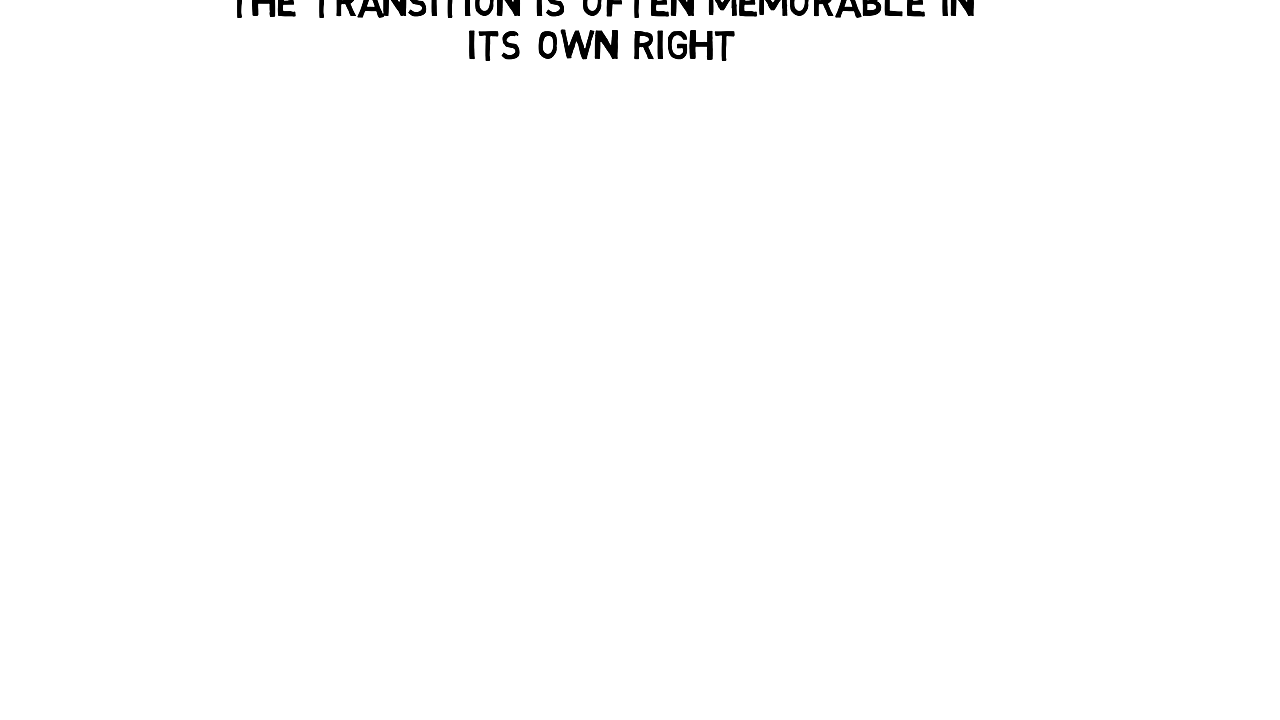 THE TRANSITION IS OFTEN MEMORABLE IN
ITS OWN RIGHT